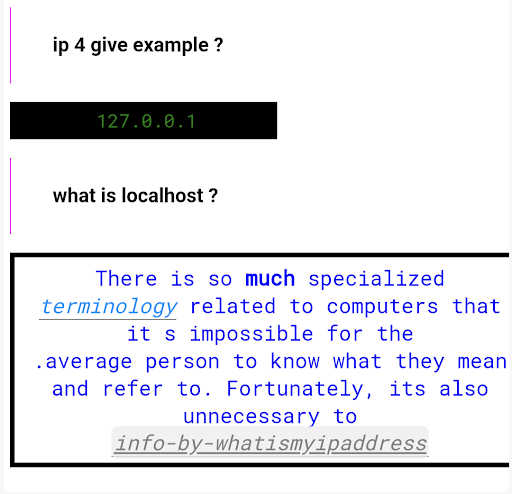 ip 4 give example ?
127.0.0.1
what is localhost ?
There is so much specialized
terminology related to computers that
it s impossible for the
.average person to know what they mean
and refer to. Fortunately, its also
unnecessary to
info-by-whatismyipaddress